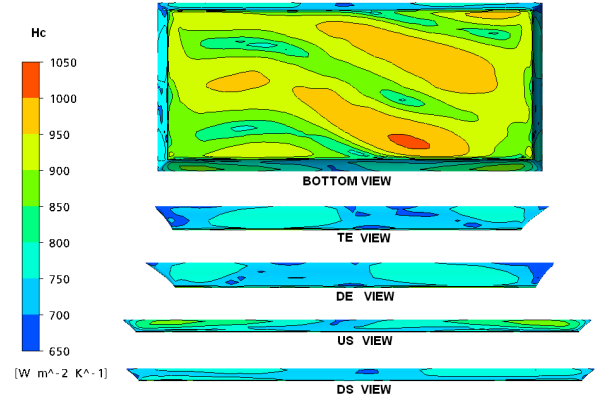 Hc
1050
1000
950
900
850
800
750
700
650
[W m^-2 K^-1]
BOTTOM VIEW
TE VIEW
DE VIEW
US VIEW
DS VIEW